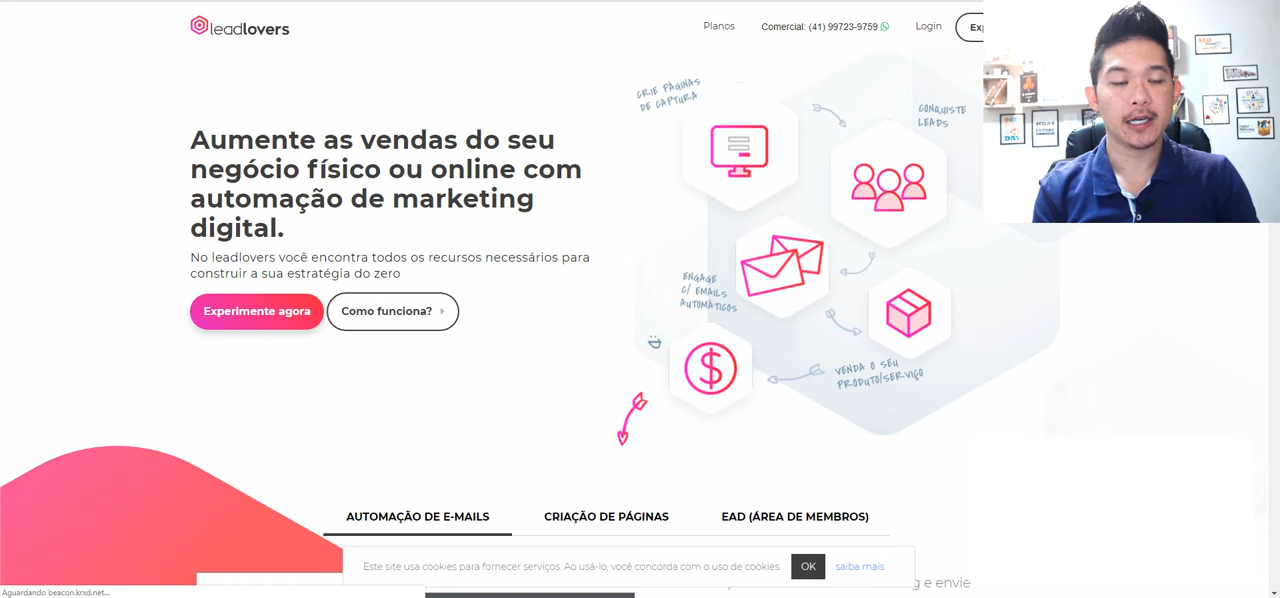 leadlovers
Planos
Comercial: (41) 99723-9759
Login
CRIE PÁGINAS
DE CAPTURA
CONQUISTE
LEADS
Aumente as vendas do seu
negócio físico ou online com
automação de marketing
digital.
No leadlovers você encontra todos os recursos necessários para
construir a sua estratégia do zero
Experimente agora
Como funciona?
ENGAGE
C/ EMAILS
AUTOMÁTICOS
VENDA O SEU
PRODUTO/SERVIÇO
AUTOMAÇÃO DE E-MAILS
CRIAÇÃO DE PÁGINAS
EAD (ÁREA DE MEMBROS)
Este site usa cookies para fornecer serviços. Ao usá-lo, você concorda com o uso de cookies.
OK
saiba mais
e envie
Aguardando beacon.krxd.net...
SEO
BUILD A
FUTURE